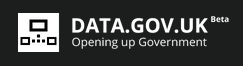 DATA.GOV.UK Beta
Opening up Government